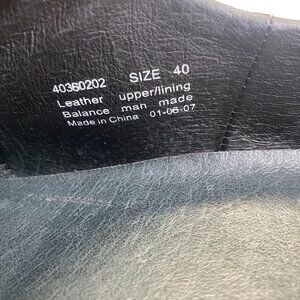 40360202 SIZE 40
Leather upper/lining
Balance man made
Made in China 01-06-07